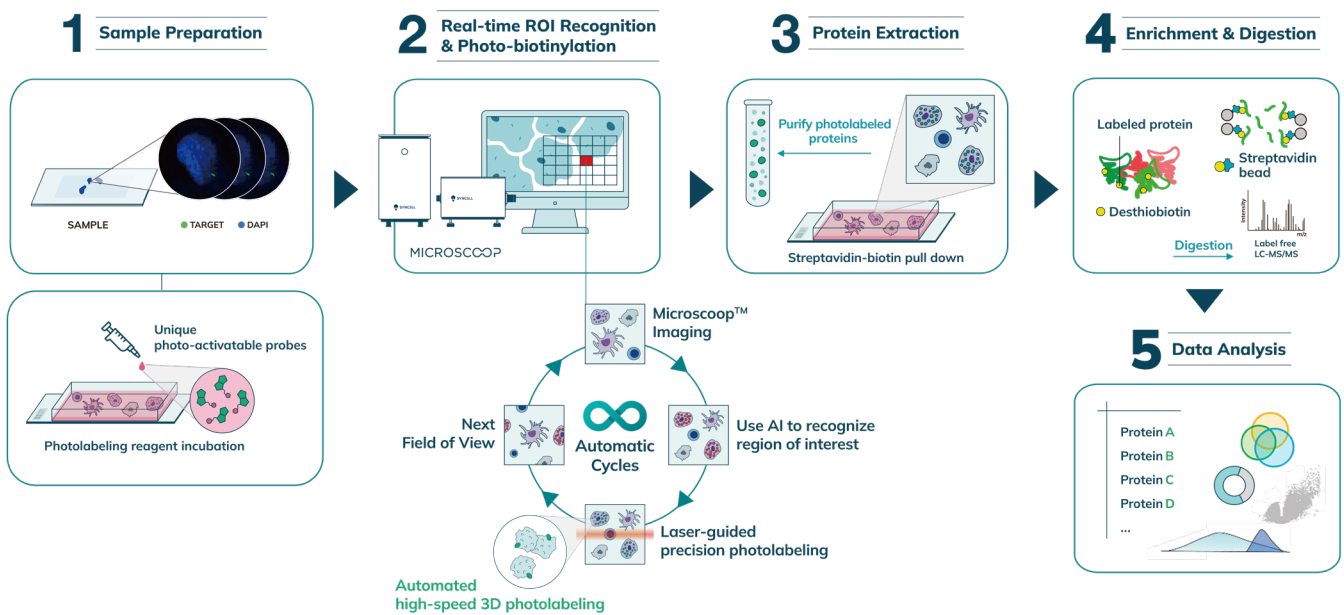 1 Sample Preparation
SAMPLE
TARGET
DAPI
Unique
photo-activatable probes
Photolabeling reagent incubation
2 Real-time ROI Recognition
& Photo-biotinylation
SYNCELL
SYNCELL
MICROSCOOP
Microscoop™
Imaging
Use AI to recognize
region of interest
Laser-guided
precision photolabeling
Automated
high-speed 3D photolabeling
Next
Field of View
Automatic
Cycles
3 Protein Extraction
Purify photolabeled
proteins
Streptavidin-biotin pull down
4 Enrichment & Digestion
Labeled protein
Desthiobiotin
Streptavidin
bead
Digestion
Intensity
m/z
Label free
LC-MS/MS
5 Data Analysis
Protein A
Protein B
Protein C
Protein D
...